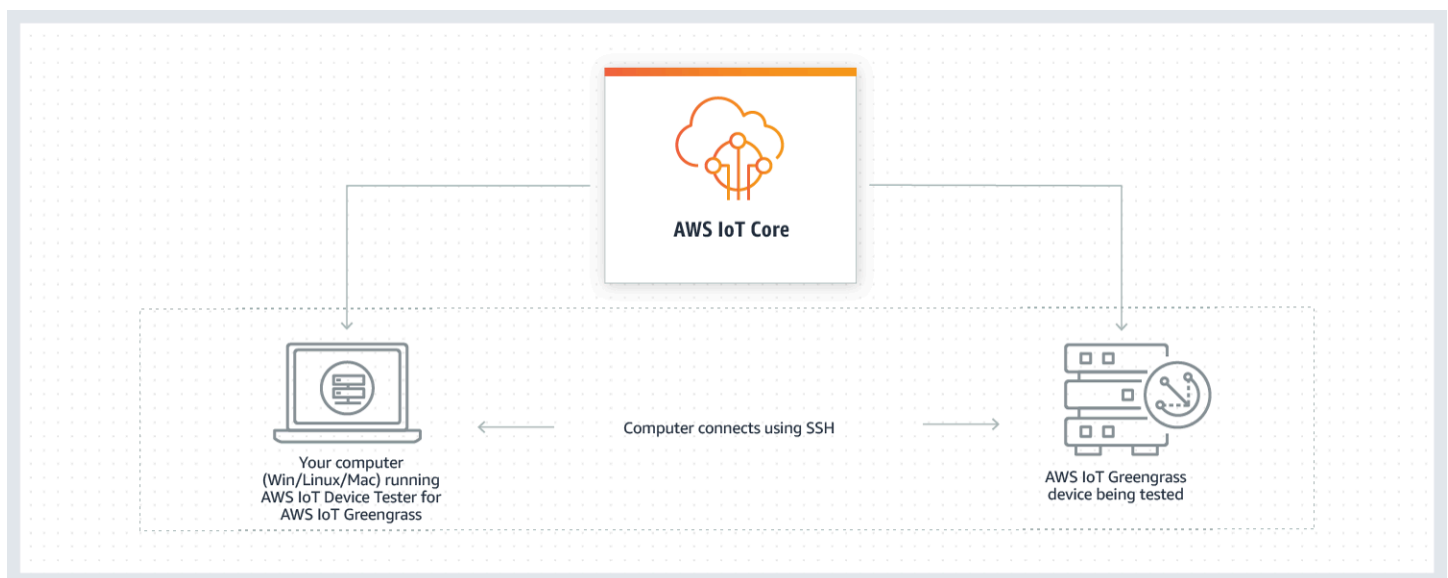 AWS IoT Core
Computer connects using SSH
Your computer
(Win/Linux/Mac) running
AWS IoT Device Tester for
AWS IoT Greengrass
AWS IoT Greengrass
device being tested